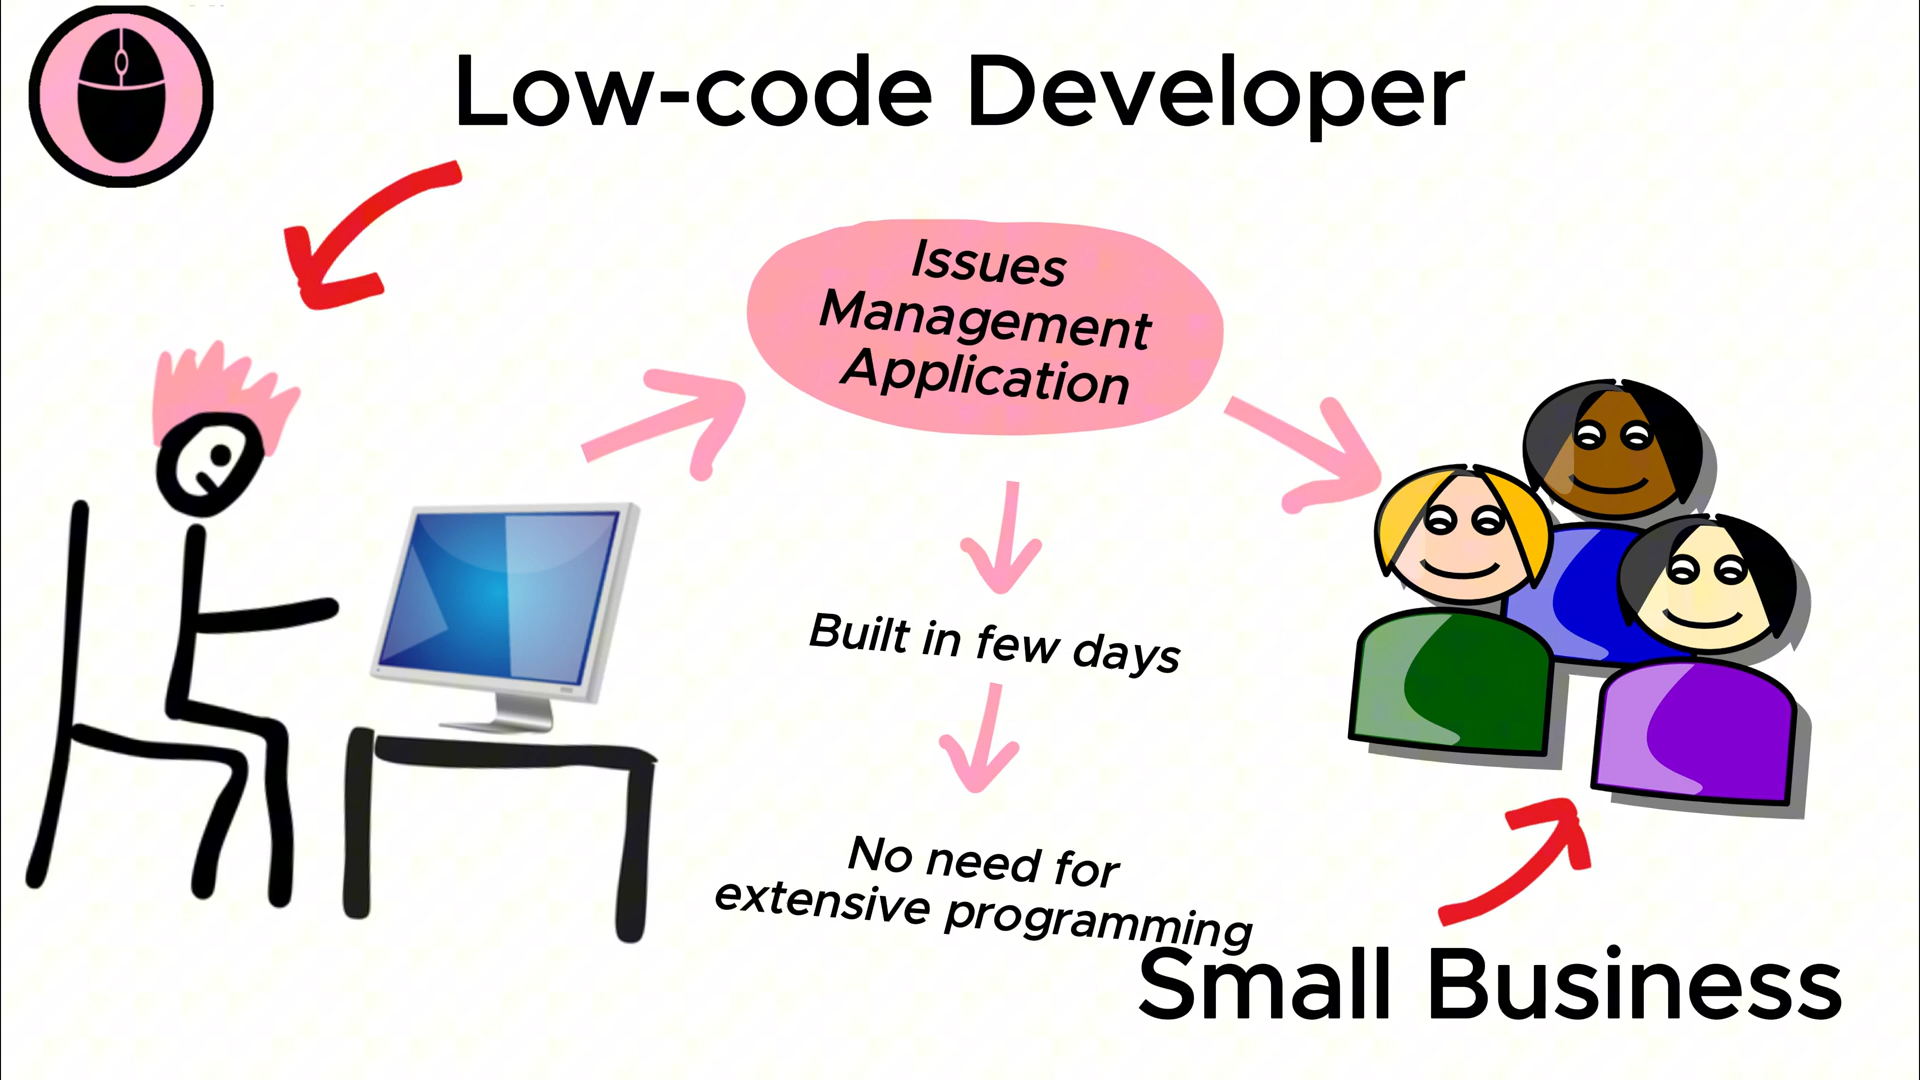 Low-code Developer
Issues
Management
Application
Built in few days
No need for
extensive programming
Small Business